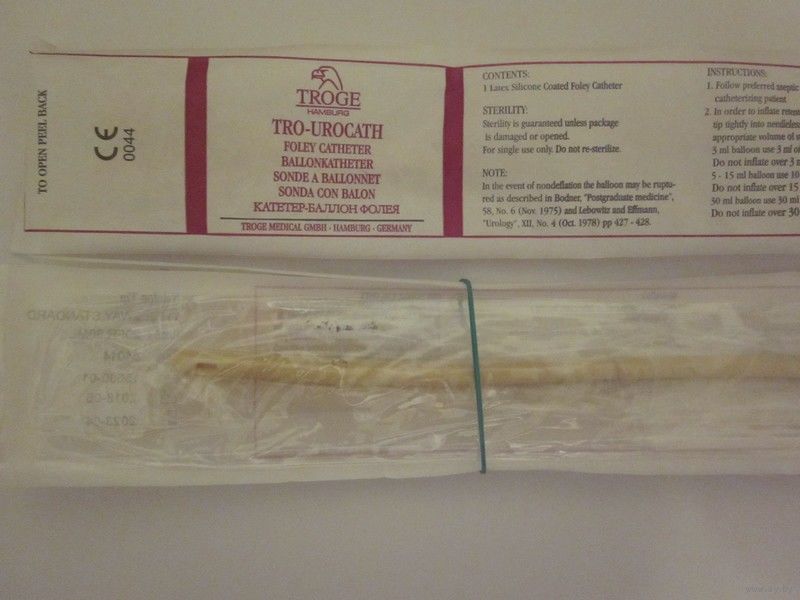 TO OPEN PEEL BACK
CE
0044
TROGE
HAMBURG
TRO-UROCATH
FOLEY CATHETER
BALLONKATHETER
SONDE A BALLONNET
SONDA CON BALON
КАТЕТЕР-БАЛЛОН ФОЛЕЯ
TROGE MEDICAL GMBH · HAMBURG · GERMANY
CONTENTS:
1 Latex Silicone Coated Foley Catheter
STERILITY:
Sterility is guaranteed unless package
is damaged or opened.
For single use only. Do not re-sterilize.
NOTE:
In the event of nondeflation the balloon may be ruptu-
red as described in Bodner, "Postgraduate medicine",
58, No. 6 (Nov. 1975) and Lebowitz and Effmann,
"Urology", XII, No. 4 (Oct. 1978) pp 427 - 428.
INSTRUCTIONS:
1. Follow preferred aseptic
catheterizing patient
2. In order to inflate
tip tightly into
appropriate volume of
3 ml balloon use 3 ml
Do not inflate over 3
5 - 15 ml balloon use 10
Do not inflate over 15
30 ml balloon use 30 ml
Do not inflate over 30
2018-05
2023-04